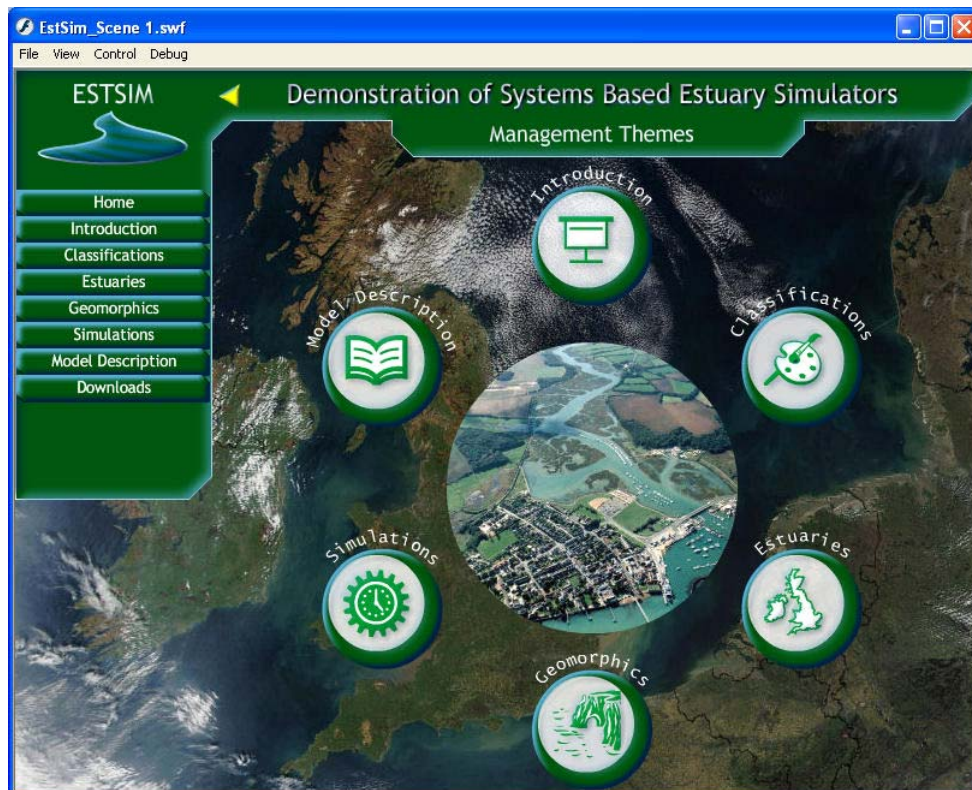 EstSim_Scene 1.swf
File View Control Debug
ESTSIM
Demonstration of Systems Based Estuary Simulators
Management Themes
Home
Introduction
Classifications
Estuaries
Geomorphics
Simulations
Model Description
Downloads
Introduction
Model Description
Classifications
Simulations
Estuaries
Geomorphics